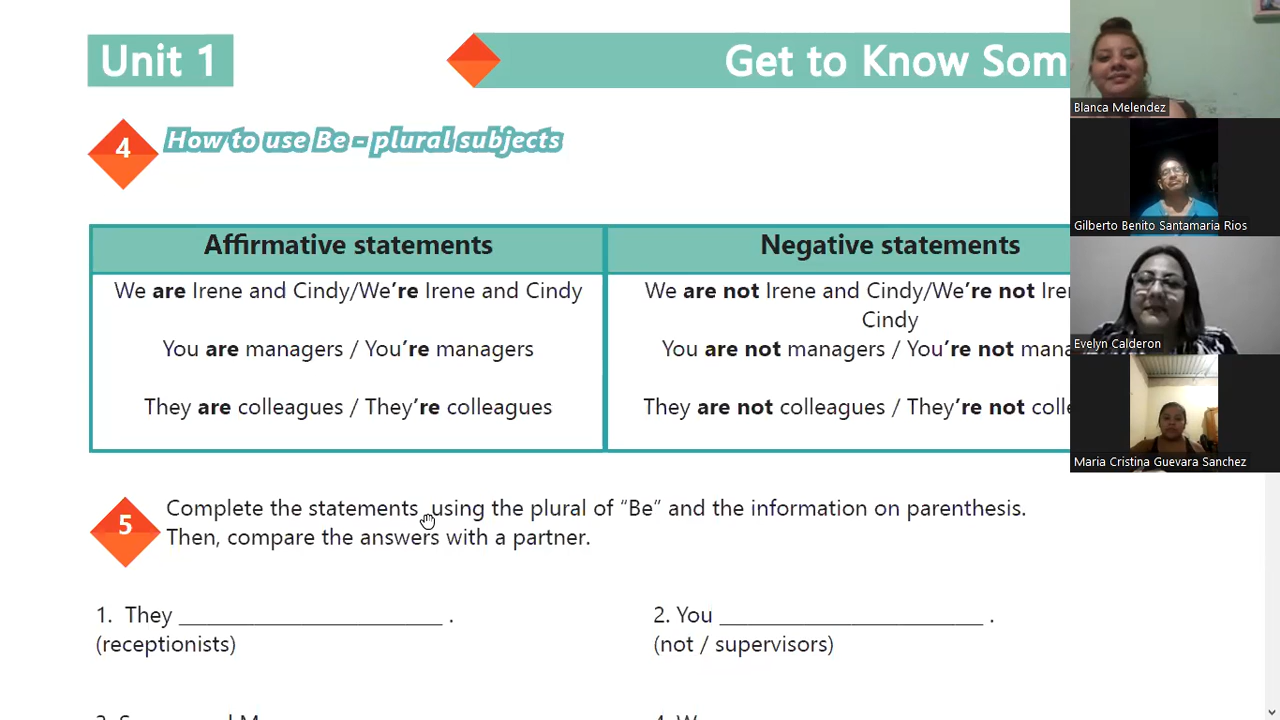 Unit 1
Get to Know Som
4
How to use Be - plural subjects
Affirmative statements
Negative statements
We are Irene and Cindy/We're Irene and Cindy
We are not Irene and Cindy/We're not Iren
Cindy
You are managers / You're managers
You are not managers / You're not mana
They are colleagues / They're colleagues
They are not colleagues / They're not colle
5
Complete the statements using the plural of “Be” and the information on parenthesis.
Then, compare the answers with a partner.
1. They ________________________ .
(receptionists)
2. You ________________________ .
(not / supervisors)
Blanca Melendez
Gilberto Benito Santamaria Rios
Evelyn Calderon
Maria Cristina Guevara Sanchez